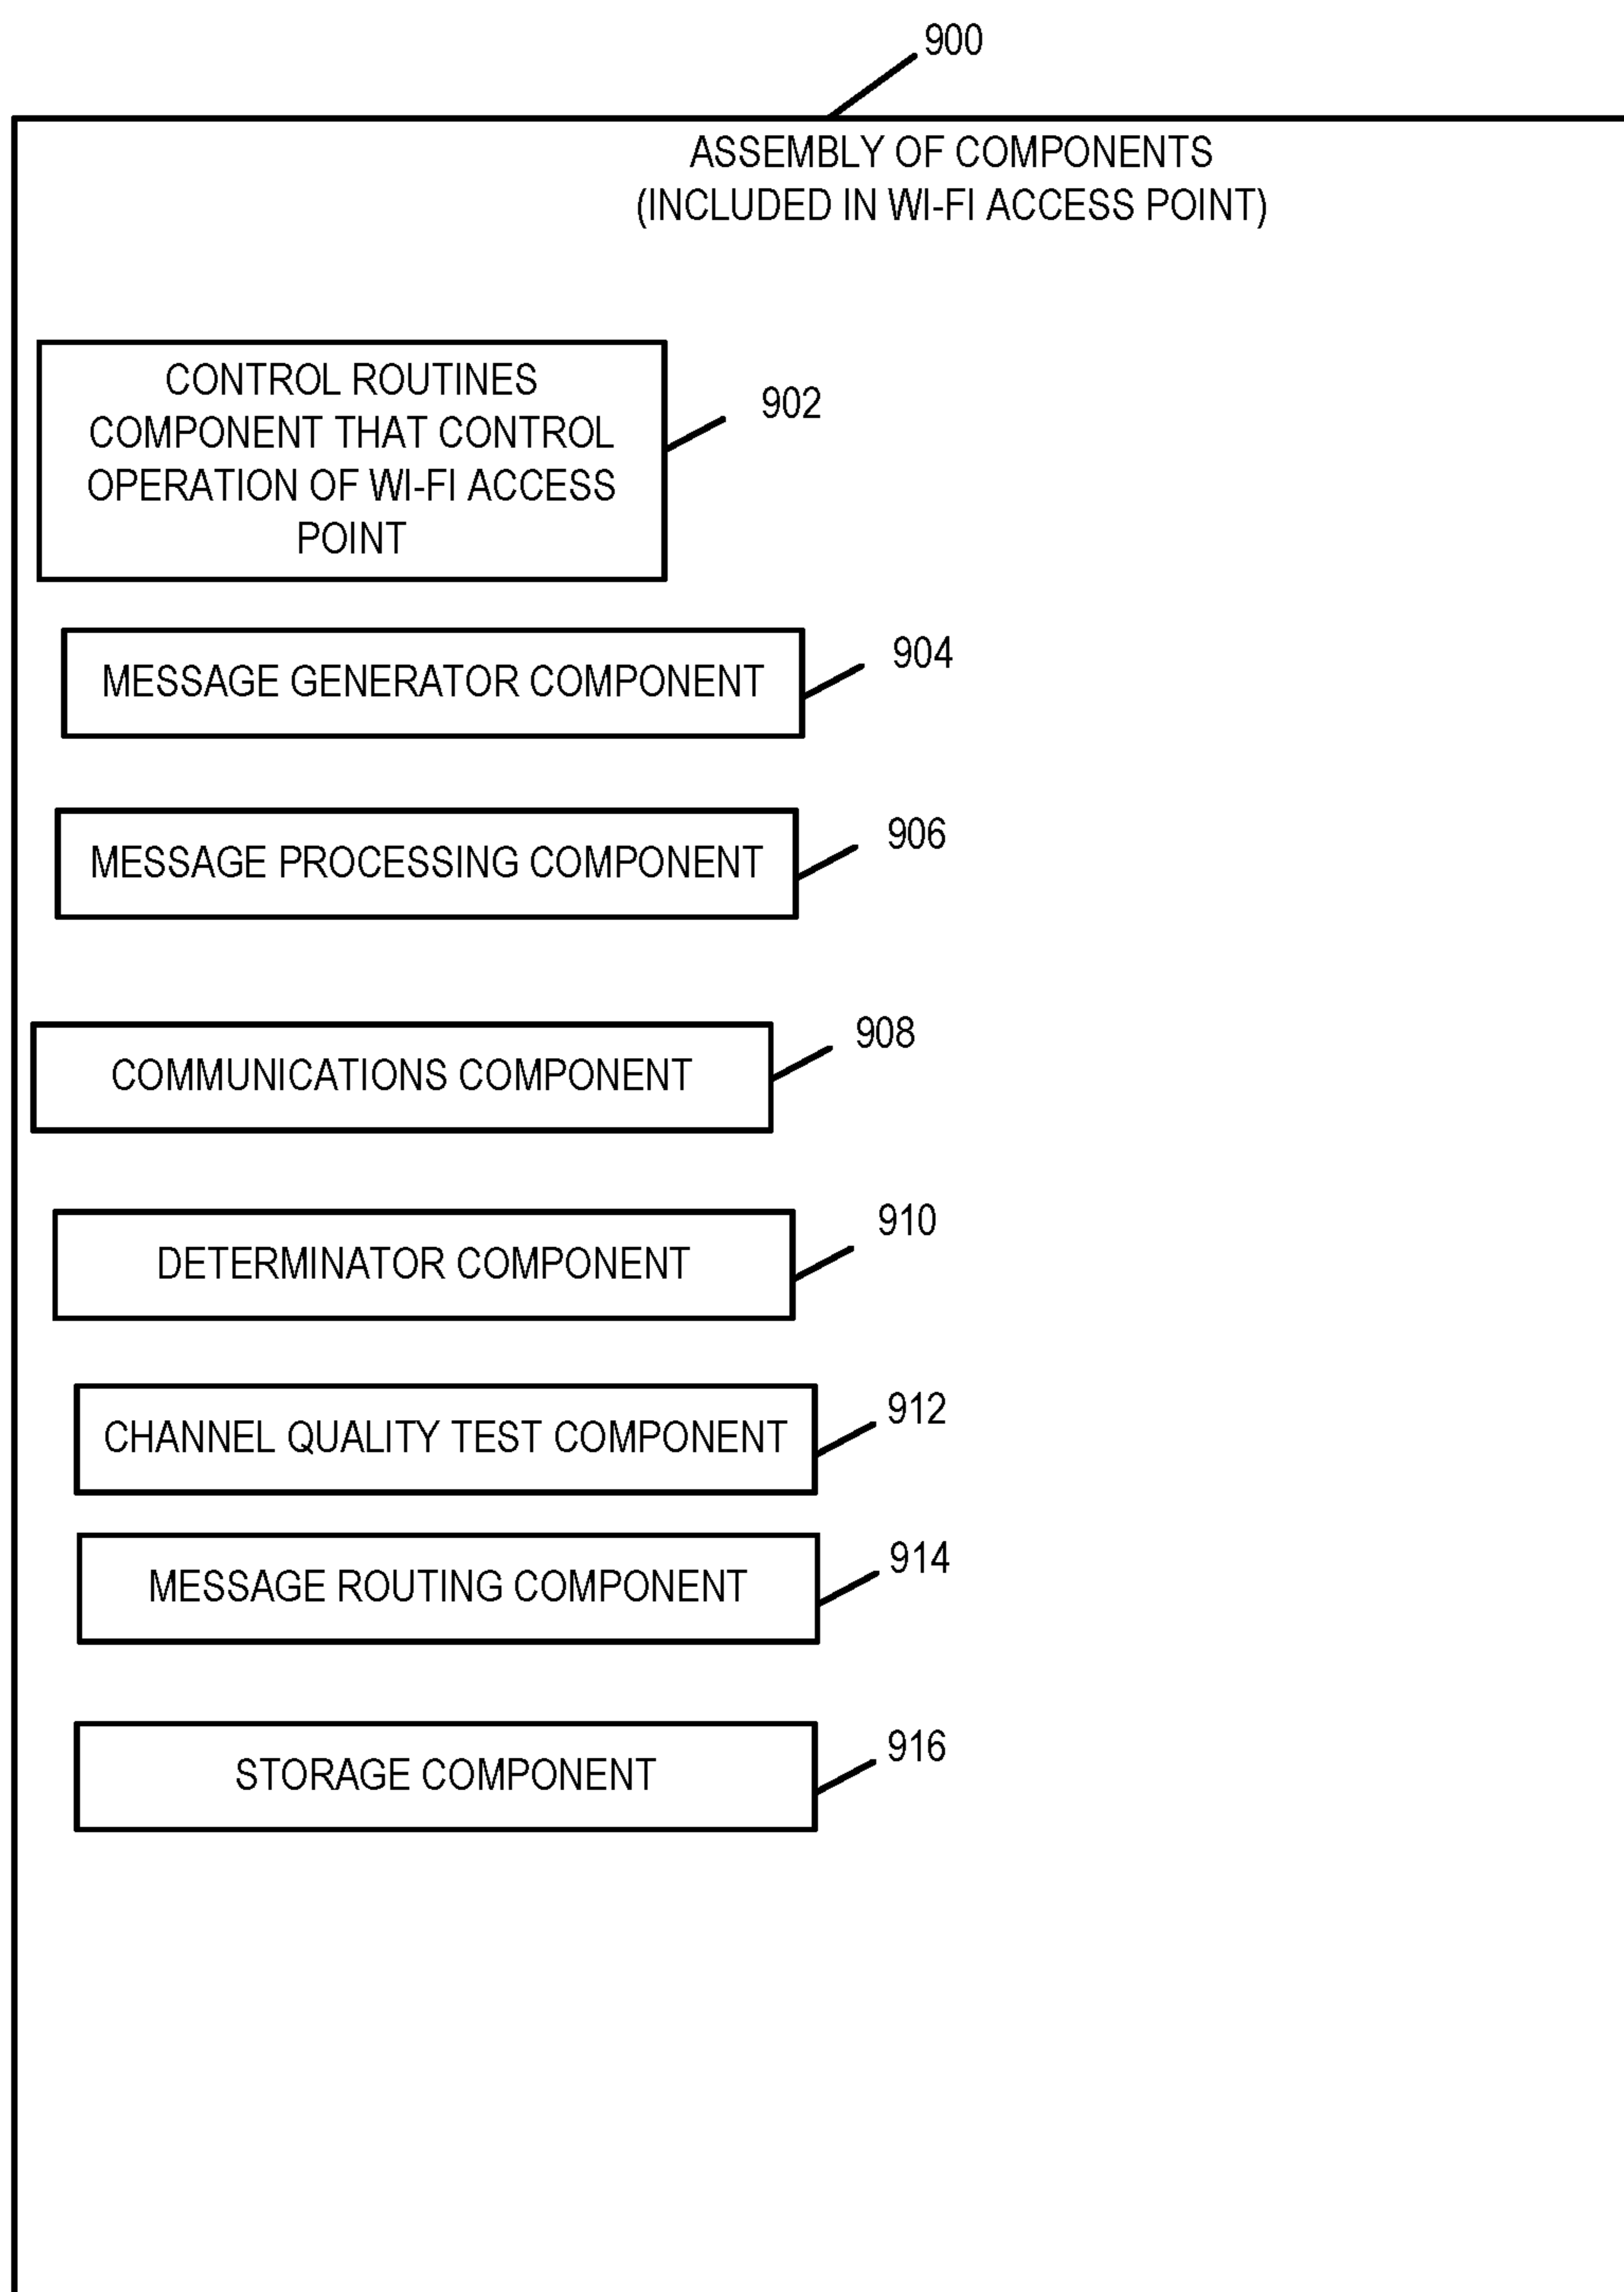 900
ASSEMBLY OF COMPONENTS
(INCLUDED IN WI-FI ACCESS POINT)
CONTROL ROUTINES
COMPONENT THAT CONTROL
OPERATION OF WI-FI ACCESS
POINT
902
MESSAGE GENERATOR COMPONENT
904
MESSAGE PROCESSING COMPONENT
906
COMMUNICATIONS COMPONENT
908
DETERMINATOR COMPONENT
910
CHANNEL QUALITY TEST COMPONENT
912
MESSAGE ROUTING COMPONENT
914
STORAGE COMPONENT
916